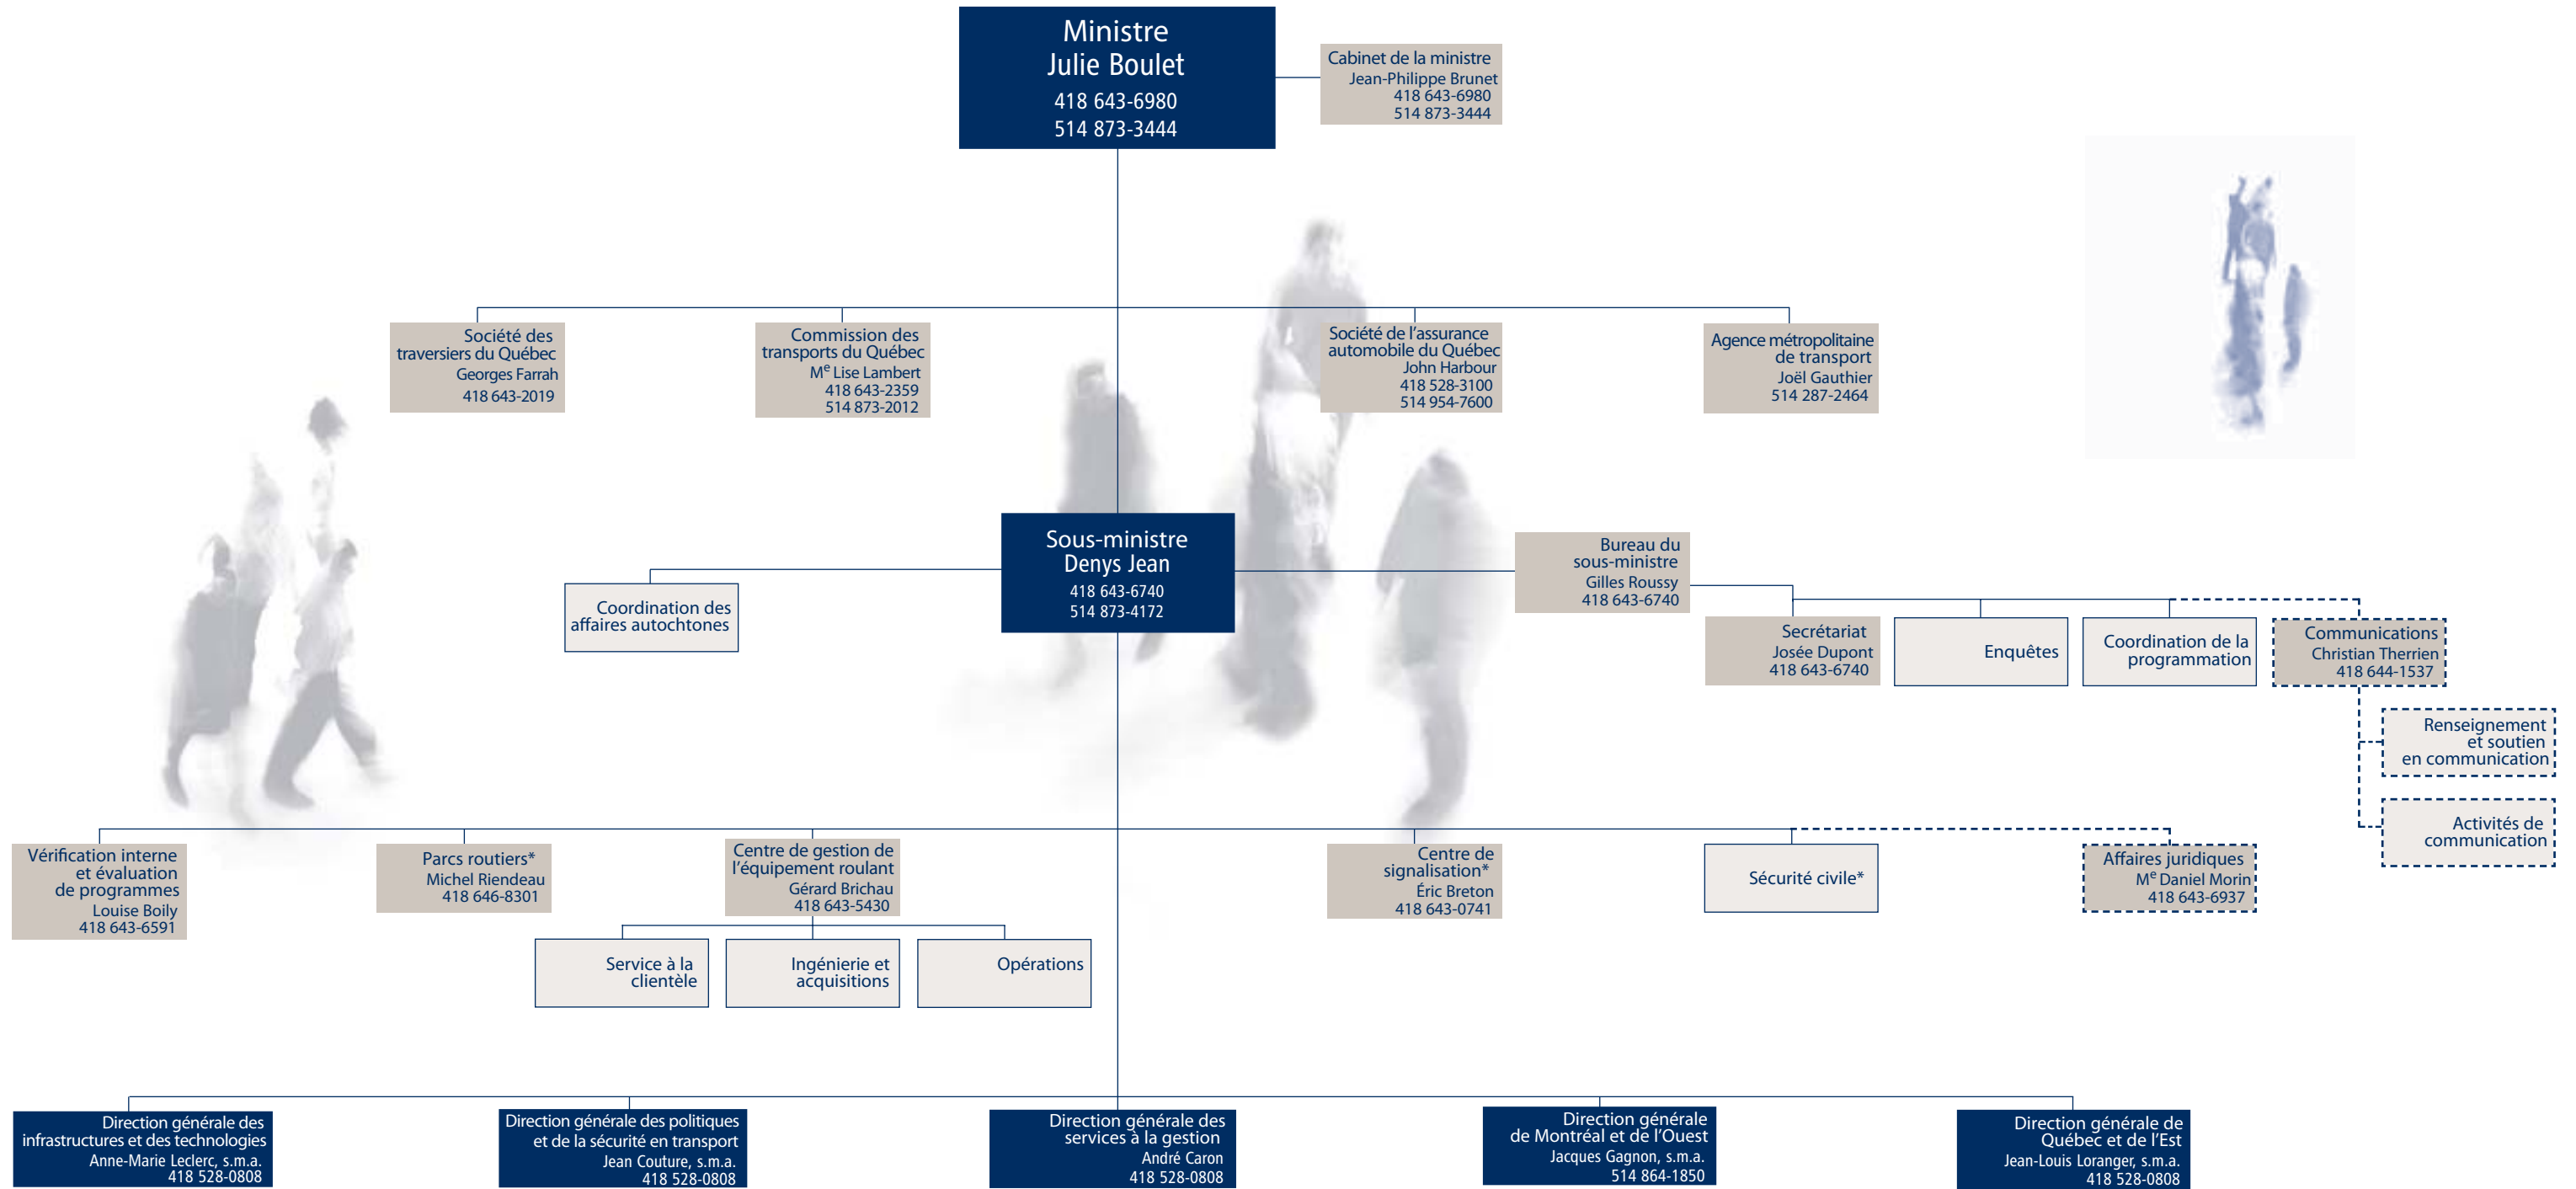 Ministre
Julie Boulet
418 643-6980
514 873-3444
Cabinet de la ministre
Jean-Philippe Brunet
418 643-6980
514 873-3444
Société des
traversiers du Québec
Georges Farrah
418 643-2019
Commission des
transports du Québec
Me Lise Lambert
418 643-2359
514 873-2012
Société de l'assurance
automobile du Québec
John Harbour
418 528-3100
514 954-7600
Agence métropolitaine
de transport
Joël Gauthier
514 287-2464
Sous-ministre
Denys Jean
418 643-6740
514 873-4172
Coordination des
affaires autochtones
Bureau du
sous-ministre
Gilles Roussy
418 643-6740
Secrétariat
Josée Dupont
418 643-6740
Enquêtes
Coordination de la
programmation
Communications
Christian Therrien
418 644-1537
Renseignement
et soutien
en communication
Activités de
communication
Vérification interne
et évaluation
de programmes
Louise Boily
418 643-6591
Parcs routiers*
Michel Riendeau
418 646-8301
Centre de gestion de
l'équipement roulant
Gérard Brichau
418 643-5430
Service à la
clientèle
Ingénierie et
acquisitions
Opérations
Centre de
signalisation*
Éric Breton
418 643-0741
Sécurité civile*
Affaires juridiques
Me Daniel Morin
418 643-6937
Direction générale des
infrastructures et des technologies
Anne-Marie Leclerc, s.m.a.
418 528-0808
Direction générale des politiques
et de la sécurité en transport
Jean Couture, s.m.a.
418 528-0808
Direction générale des
services à la gestion
André Caron
418 528-0808
Direction générale
de Montréal et de l'Ouest
Jacques Gagnon, s.m.a.
514 864-1850
Direction générale de
Québec et de l'Est
Jean-Louis Loranger, s.m.a.
418 528-0808